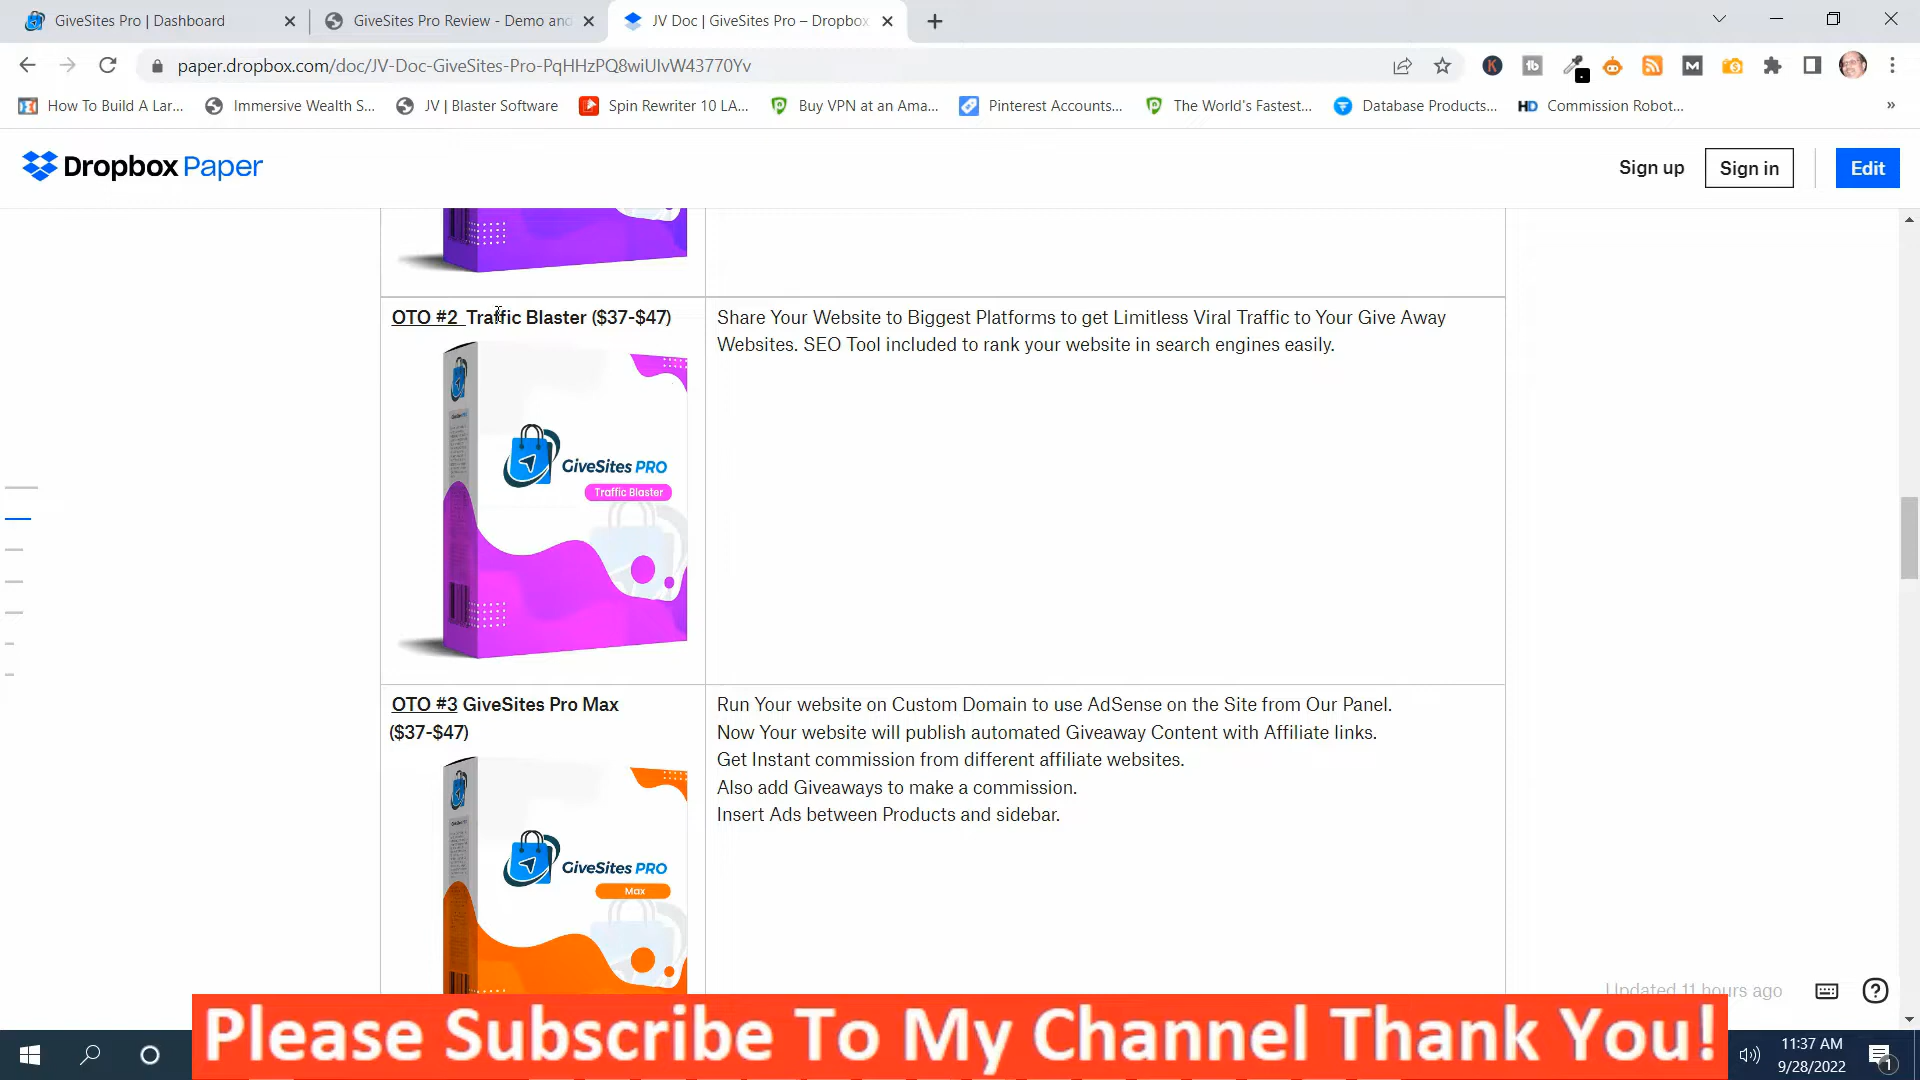 GiveSites Pro | Dashboard
GiveSites Pro Review - Demo and
JV Doc | GiveSites Pro – Dropbox
paper.dropbox.com/doc/JV-Doc-GiveSites-Pro-PqHHzPQ8wiUIvW43770Yv
How To Build A Lar...
Immersive Wealth S...
JV | Blaster Software
Spin Rewriter 10 LA...
Buy VPN at an Ama...
Pinterest Accounts...
The World's Fastest...
Database Products...
HD Commission Robot...
Dropbox Paper
Sign up
Sign in
Edit
OTO #2 Traffic Blaster ($37-$47)
Share Your Website to Biggest Platforms to get Limitless Viral Traffic to Your Give Away
Websites. SEO Tool included to rank your website in search engines easily.
GiveSites PRO
Traffic Blaster
OTO #3 GiveSites Pro Max
($37-$47)
Run Your website on Custom Domain to use AdSense on the Site from Our Panel.
Now Your website will publish automated Giveaway Content with Affiliate links.
Get Instant commission from different affiliate websites.
Also add Giveaways to make a commission.
Insert Ads between Products and sidebar.
GiveSites PRO
Max
Updated 11 hours ago
Please Subscribe To My Channel Thank You!
11:37 AM
9/28/2022
1